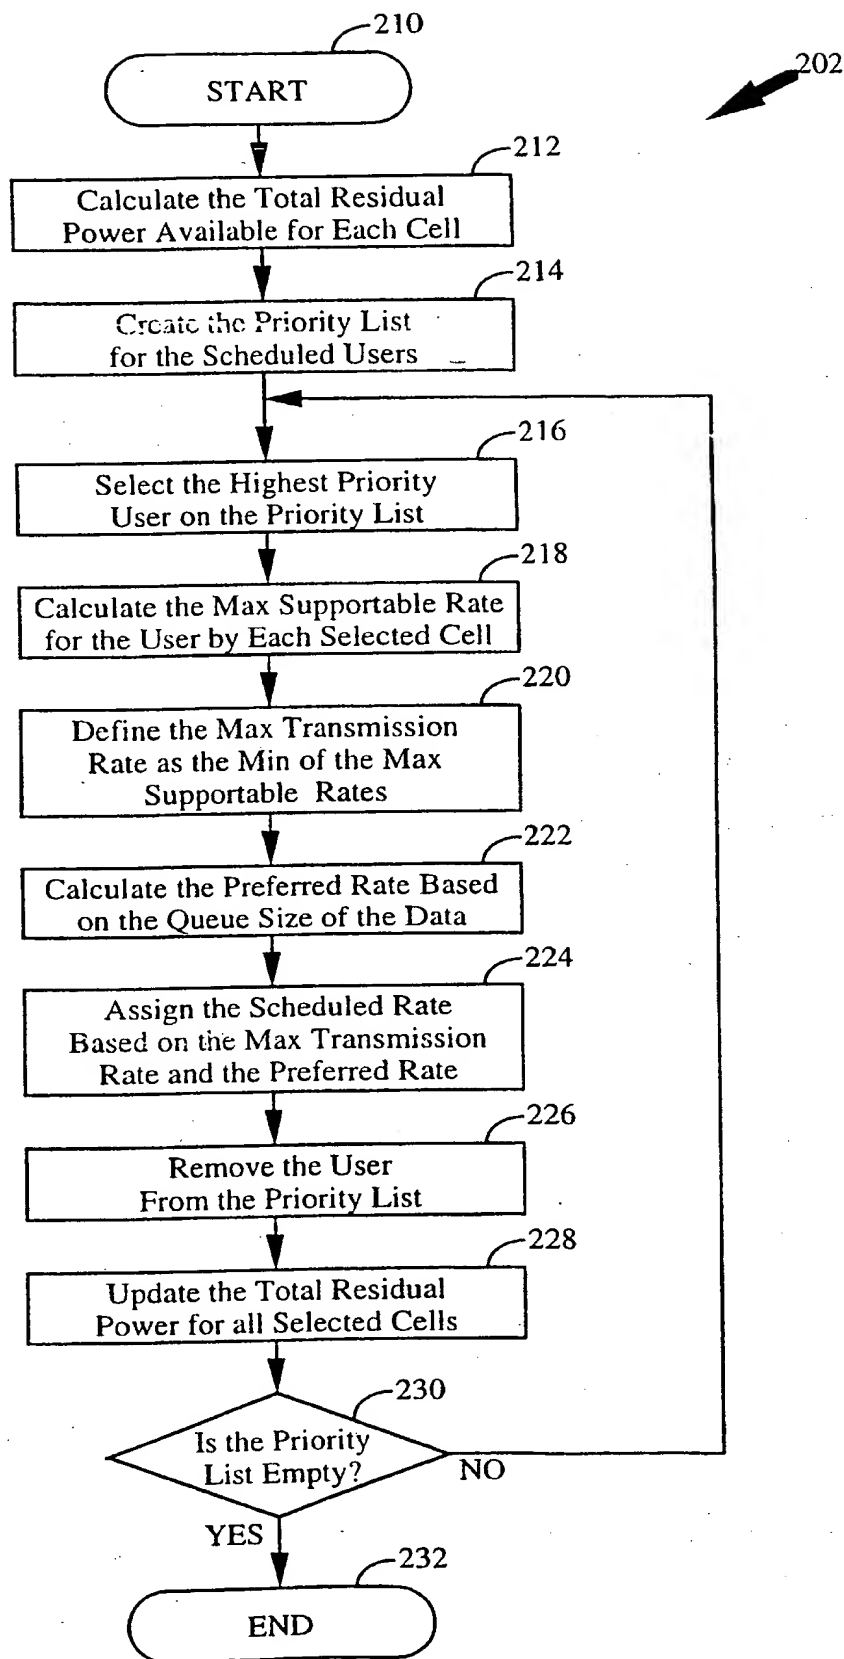 210
START
202
212
Calculate the Total Residual
Power Available for Each Cell
214
Create the Priority List
for the Scheduled Users
216
Select the Highest Priority
User on the Priority List
218
Calculate the Max Supportable Rate
for the User by Each Selected Cell
220
Define the Max Transmission
Rate as the Min of the Max
Supportable Rates
222
Calculate the Preferred Rate Based
on the Queue Size of the Data
224
Assign the Scheduled Rate
Based on the Max Transmission
Rate and the Preferred Rate
226
Remove the User
From the Priority List
228
Update the Total Residual
Power for all Selected Cells
230
Is the Priority
List Empty?
NO
YES
232
END